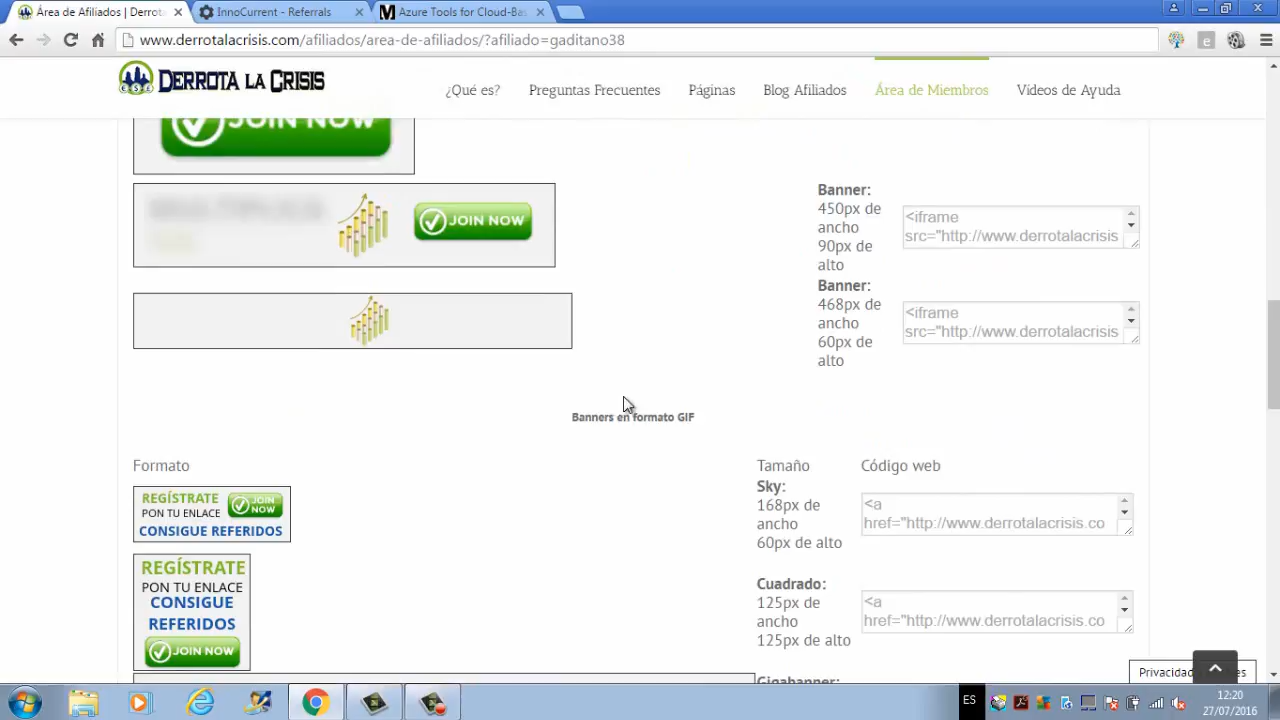 Área de Afiliados | Derrot
InnoCurrent - Referrals
Azure Tools for Cloud-Bas
www.derrotalacrisis.com/afiliados/area-de-afiliados/?afiliado=gaditano38
DERROTA LA CRISIS
¿Qué es?
Preguntas Frecuentes
Páginas
Blog Afiliados
Área de Miembros
Vídeos de Ayuda
JOIN NOW
JOIN NOW
Banner:
450px de
ancho
90px de
alto
<iframe
src="http://www.derrotalacrisis
Banner:
468px de
ancho
60px de
alto
<iframe
src="http://www.derrotalacrisis
Banners en formato GIF
Formato
Tamaño
Código web
REGÍSTRATE
PON TU ENLACE
JOIN NOW
CONSIGUE REFERIDOS
Sky:
168px de
ancho
60px de alto
<a
href="http://www.derrotalacrisis.co
REGÍSTRATE
PON TU ENLACE
CONSIGUE
REFERIDOS
JOIN NOW
Cuadrado:
125px de
ancho
125px de alto
<a
href="http://www.derrotalacrisis.co
Gigabanner:
Privacidad
ES
12:20
27/07/2016